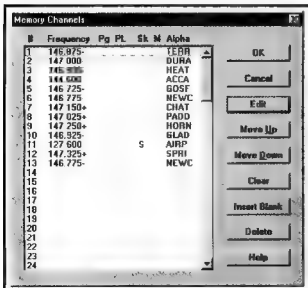 Memory Channels
# Frequency Pg PL Sk M Alpha
1 146.975- TERR
2 147.000 DURA
3 HEAT
4 144.600 ACCA
5 146.725- GOSF
6 146.775 NEWC
7 147.150+ CHAT
8 147.025+ PADD
9 147.250+ HORN
10 146.925- GLAD
11 127.600 S AIRP
12 147.325+ SPRI
13 146.775- NEWC
14
15
16
17
18
19
20
21
22
23
24
OK
Cancel
Edit
Move Up
Move Down
Clear
Insert Blank
Delete
Help